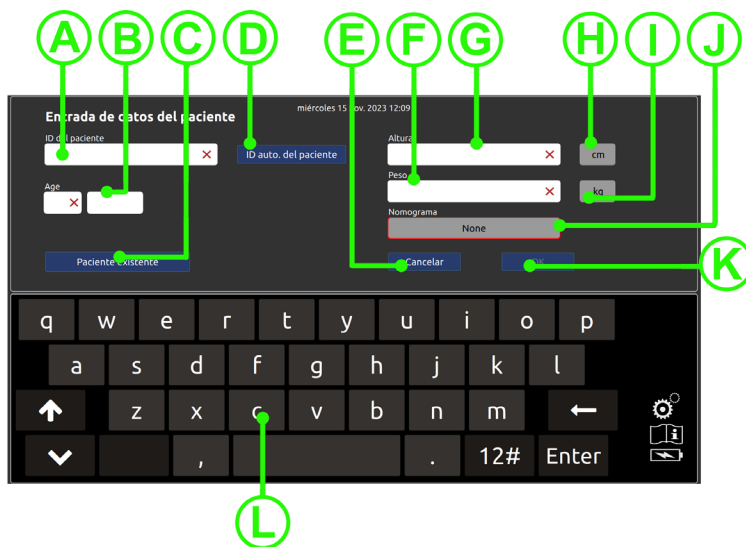 A B C D E F G H I J
miércoles 15 nov. 2023 12:09
Entrada de datos del paciente
ID del paciente
ID auto. del paciente
Altura
cm
Age
Peso
kg
Nomograma
None
Paciente existente
Cancelar
OK
K
q w e r t y u i o p
a s d f g h j k l
z x c v b n m
, . 12# Enter
L